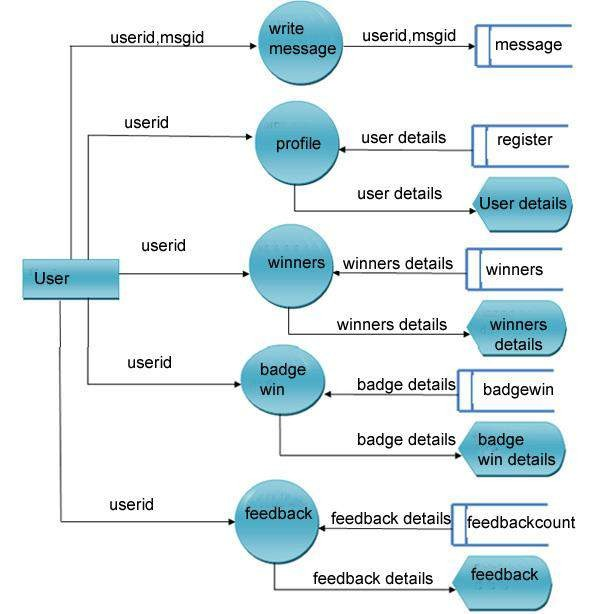 userid,msgid
write
message
userid,msgid
message
userid
profile
user details
register
user details
User details
User
userid
winners
winners details
winners
winners details
winners
details
userid
badge
win
badge details
badgewin
badge details
badge
win details
userid
feedback
feedback details
feedbackcount
feedback details
feedback